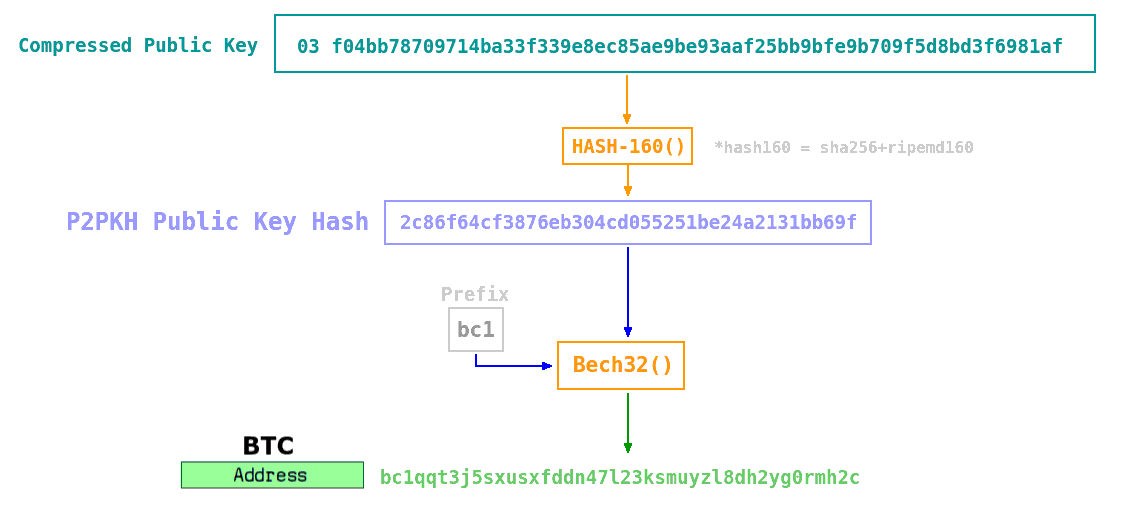 Compressed Public Key
03 f04bb78709714ba33f339e8ec85ae9be93aaf25bb9bfe9b709f5d8bd3f6981af
HASH-160()
*hash160 = sha256+ripemd160
P2PKH Public Key Hash
2c86f64cf3876eb304cd055251be24a2131bb69f
Prefix
bc1
Bech32()
BTC
Address
bc1qqt3j5sxusxfddn47l23ksmuyzl8dh2yg0rmh2c